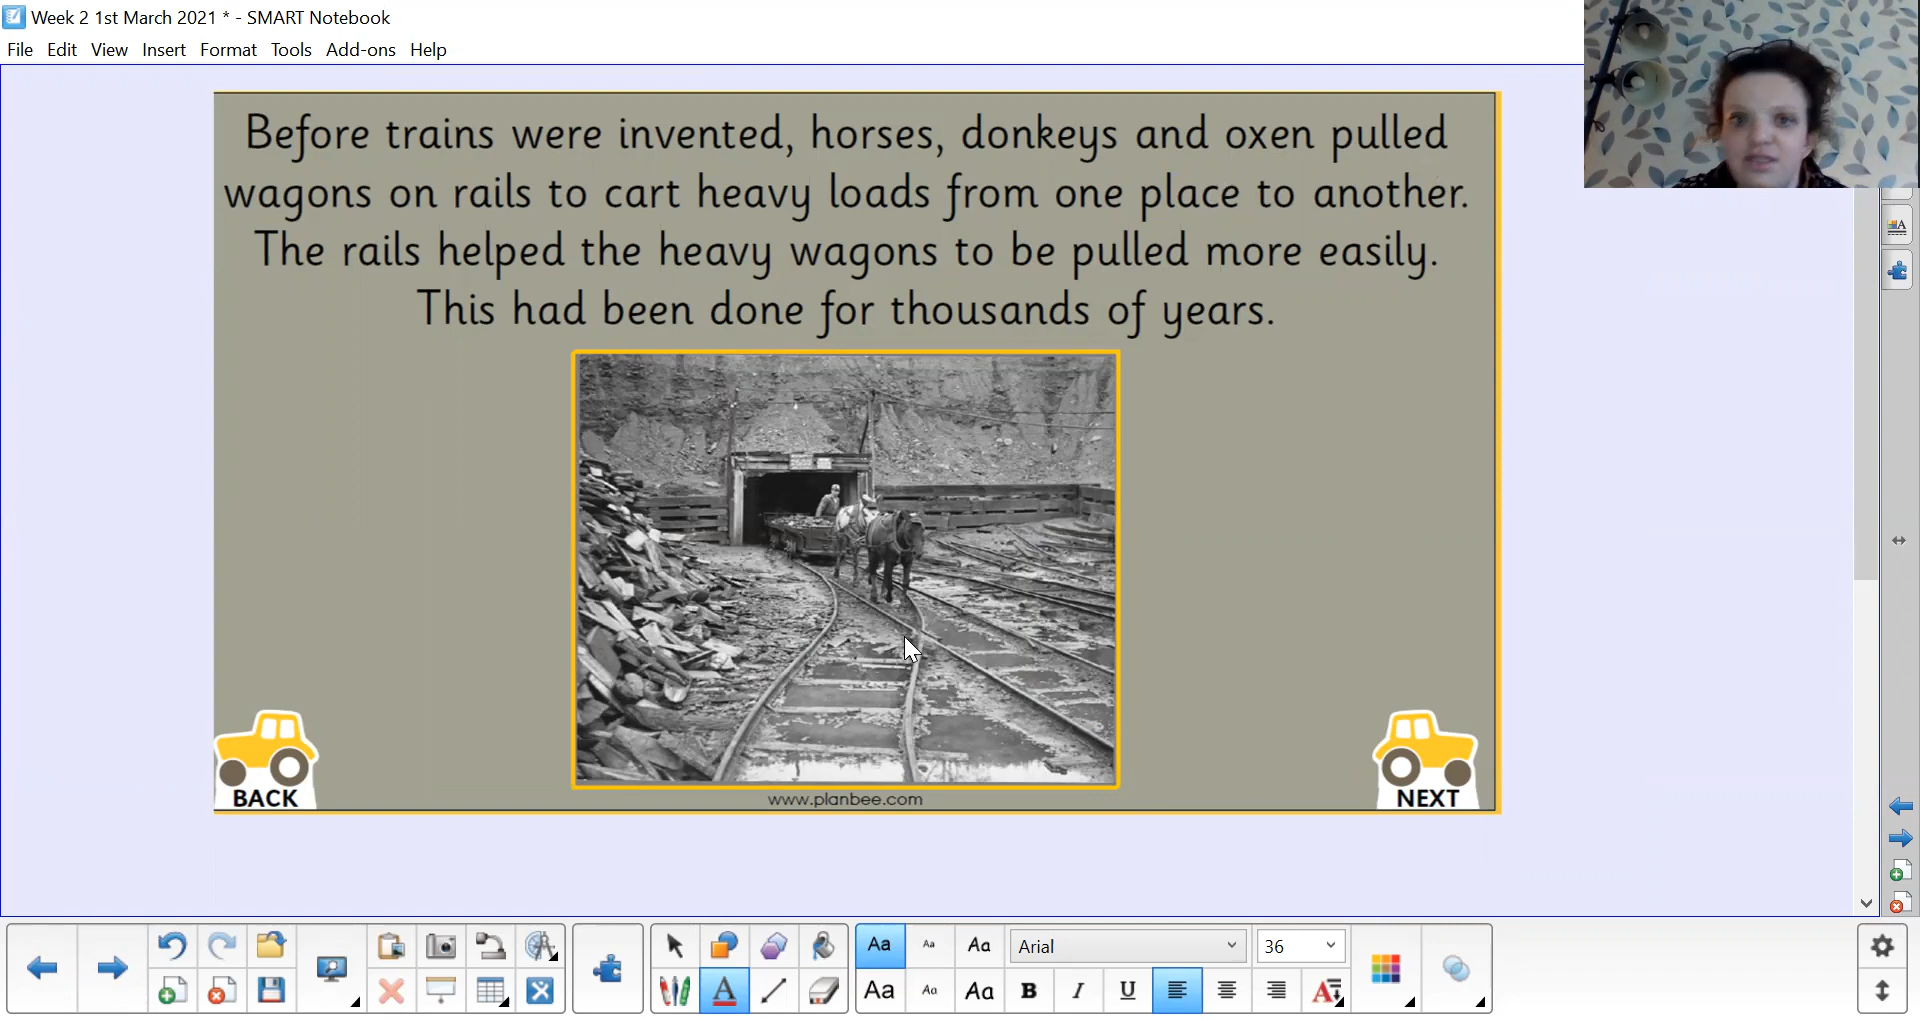 Week 2 1st March 2021 * - SMART Notebook
File Edit View Insert Format Tools Add-ons Help
Before trains were invented, horses, donkeys and oxen pulled
wagons on rails to cart heavy loads from one place to another.
The rails helped the heavy wagons to be pulled more easily.
This had been done for thousands of years.
BACK
www.planbee.com
NEXT
Aa Aa Aa Arial 36
Aa Aa Aa B I U A